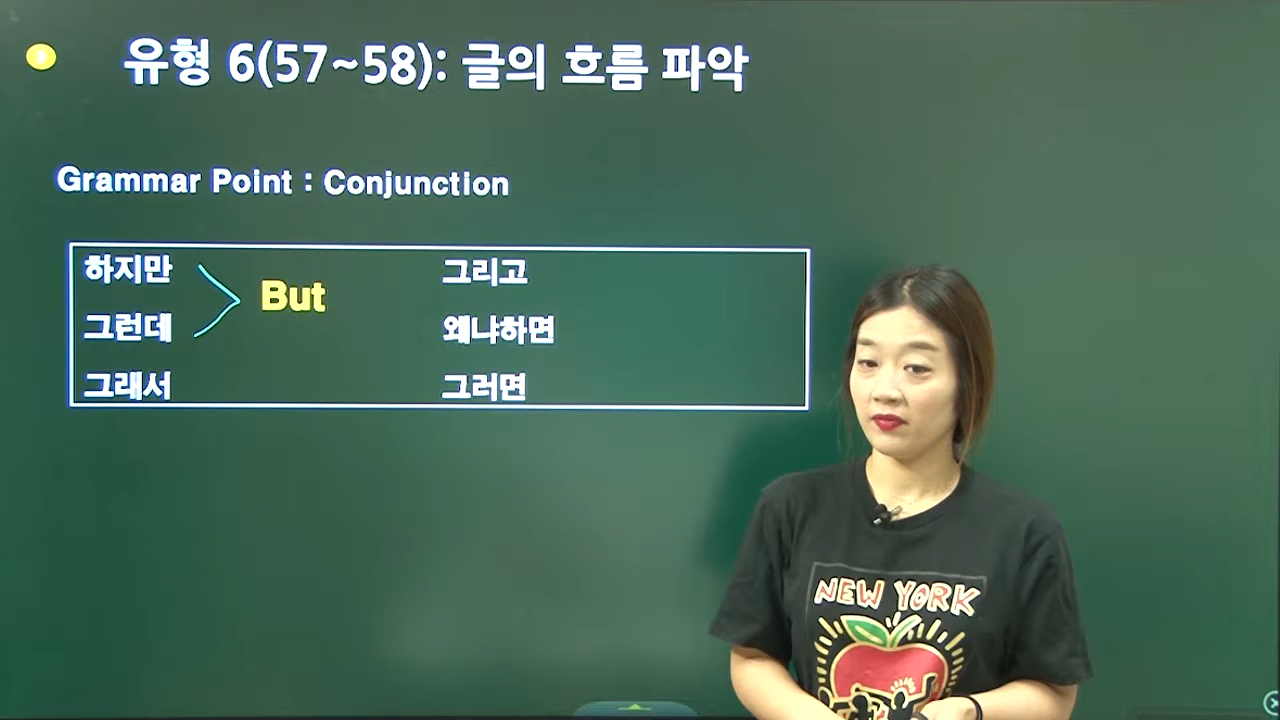 유형 6(57~58): 글의 흐름 파악
Grammar Point : Conjunction
하지만
그런데
But
그래서
그리고
왜냐하면
그러면
NEW YORK